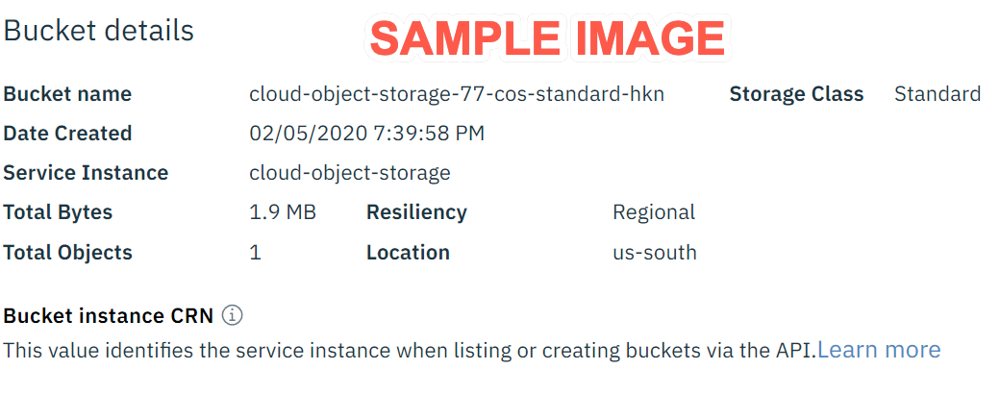 Bucket details
SAMPLE IMAGE
Bucket name cloud-object-storage-77-cos-standard-hkn Storage Class Standard
Date Created 02/05/2020 7:39:58 PM
Service Instance cloud-object-storage
Total Bytes 1.9 MB Resiliency Regional
Total Objects 1 Location us-south
Bucket instance CRN
This value identifies the service instance when listing or creating buckets via the API.Learn more